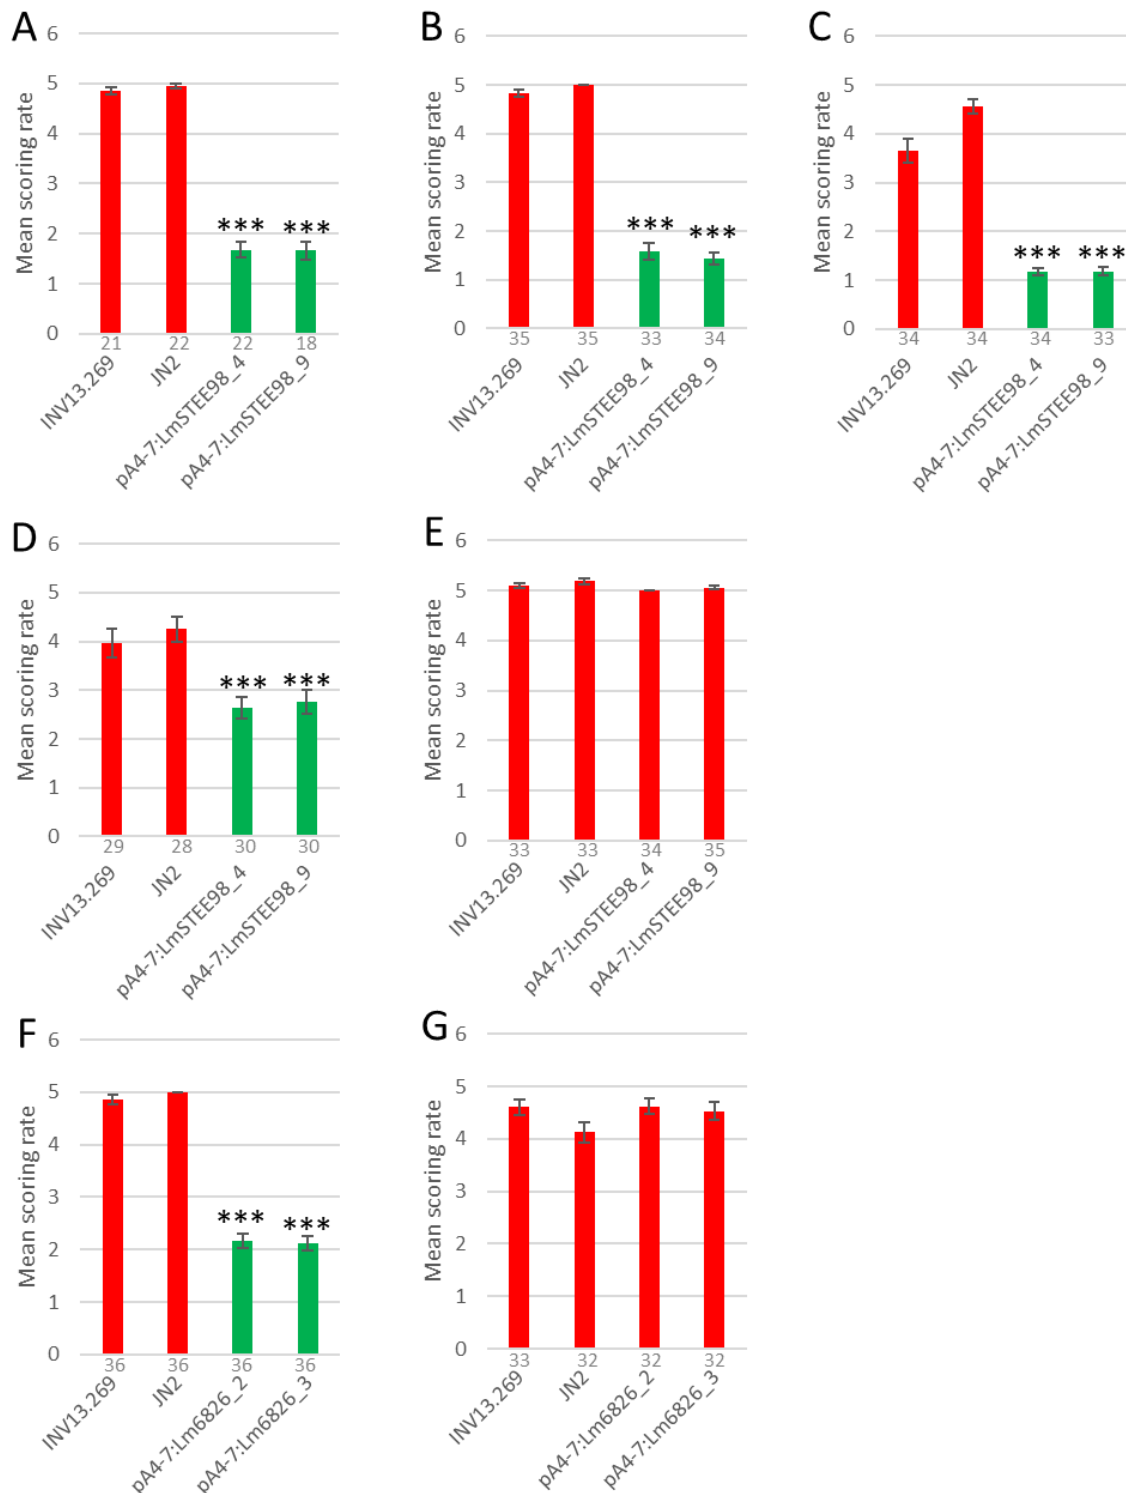 A
Mean scoring rate
6
5
4
3
2
1
0
*** ***
21 22 22 18
INV13.269
JN2
pA4-7:LmSTEE98_4
pA4-7:LmSTEE98_9
B
Mean scoring rate
6
5
4
3
2
1
0
*** ***
35 35 33 34
INV13.269
JN2
pA4-7:LmSTEE98_4
pA4-7:LmSTEE98_9
C
Mean scoring rate
6
5
4
3
2
1
0
*** ***
34 34 34 33
INV13.269
JN2
pA4-7:LmSTEE98_4
pA4-7:LmSTEE98_9
D
Mean scoring rate
6
5
4
3
2
1
0
*** ***
29 28 30 30
INV13.269
JN2
pA4-7:LmSTEE98_4
pA4-7:LmSTEE98_9
E
Mean scoring rate
6
5
4
3
2
1
0
33 33 34 35
INV13.269
JN2
pA4-7:LmSTEE98_4
pA4-7:LmSTEE98_9
F
Mean scoring rate
6
5
4
3
2
1
0
*** ***
36 36 36 36
INV13.269
JN2
pA4-7:Lm6826_2
pA4-7:Lm6826_3
G
Mean scoring rate
6
5
4
3
2
1
0
33 32 32 32
INV13.269
JN2
pA4-7:Lm6826_2
pA4-7:Lm6826_3